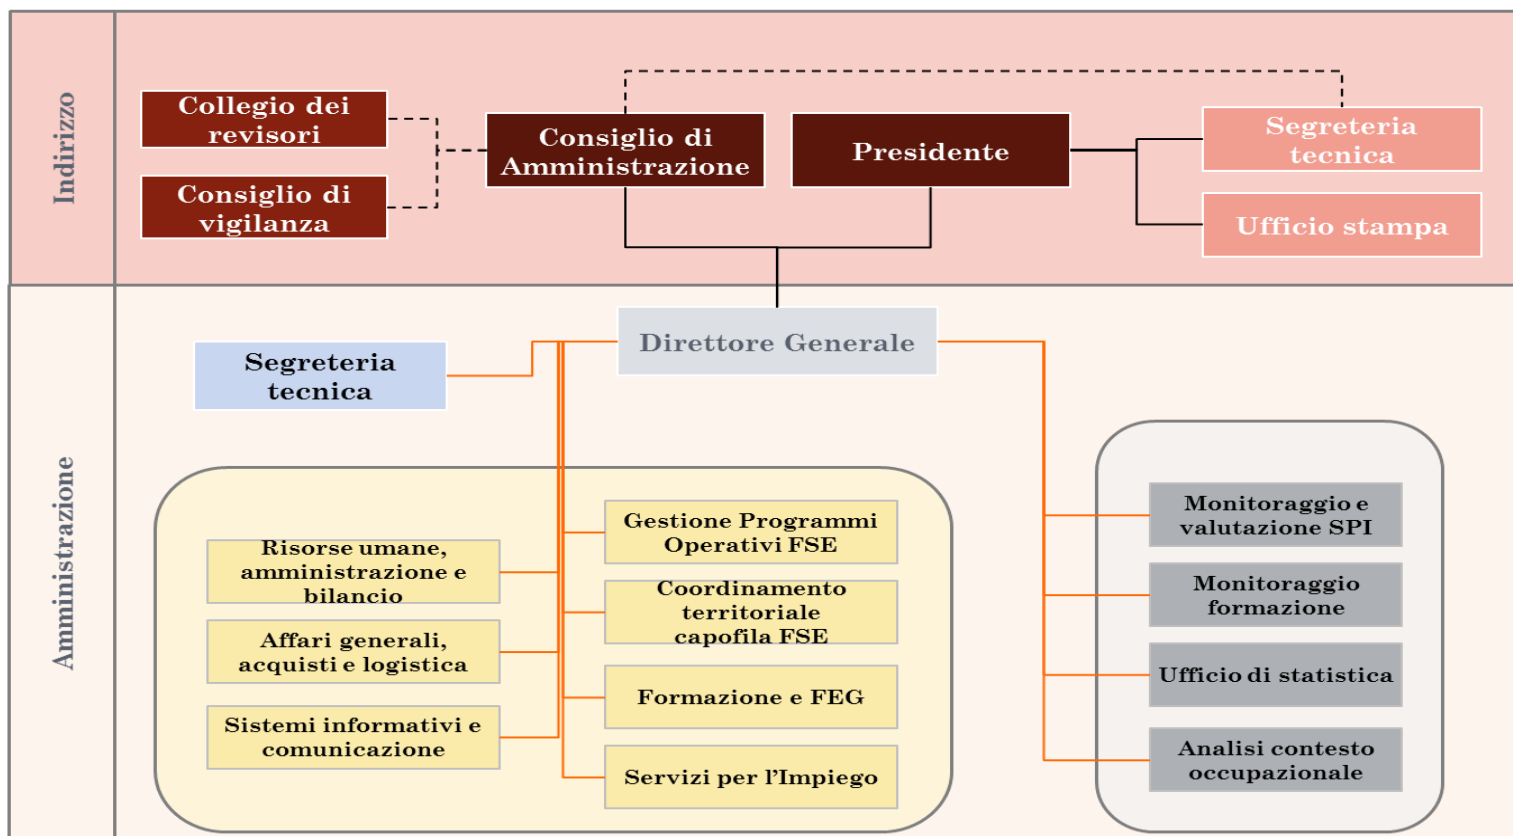 Indirizzo
Collegio dei
revisori
Consiglio di
vigilanza
Consiglio di
Amministrazione
Presidente
Segreteria
tecnica
Ufficio stampa
Amministrazione
Direttore Generale
Segreteria
tecnica
Risorse umane,
amministrazione e
bilancio
Affari generali,
acquisti e logistica
Sistemi informativi e
comunicazione
Gestione Programmi
Operativi FSE
Coordinamento
territoriale
capofila FSE
Formazione e FEG
Servizi per l'Impiego
Monitoraggio e
valutazione SPI
Monitoraggio
formazione
Ufficio di statistica
Analisi contesto
occupazionale